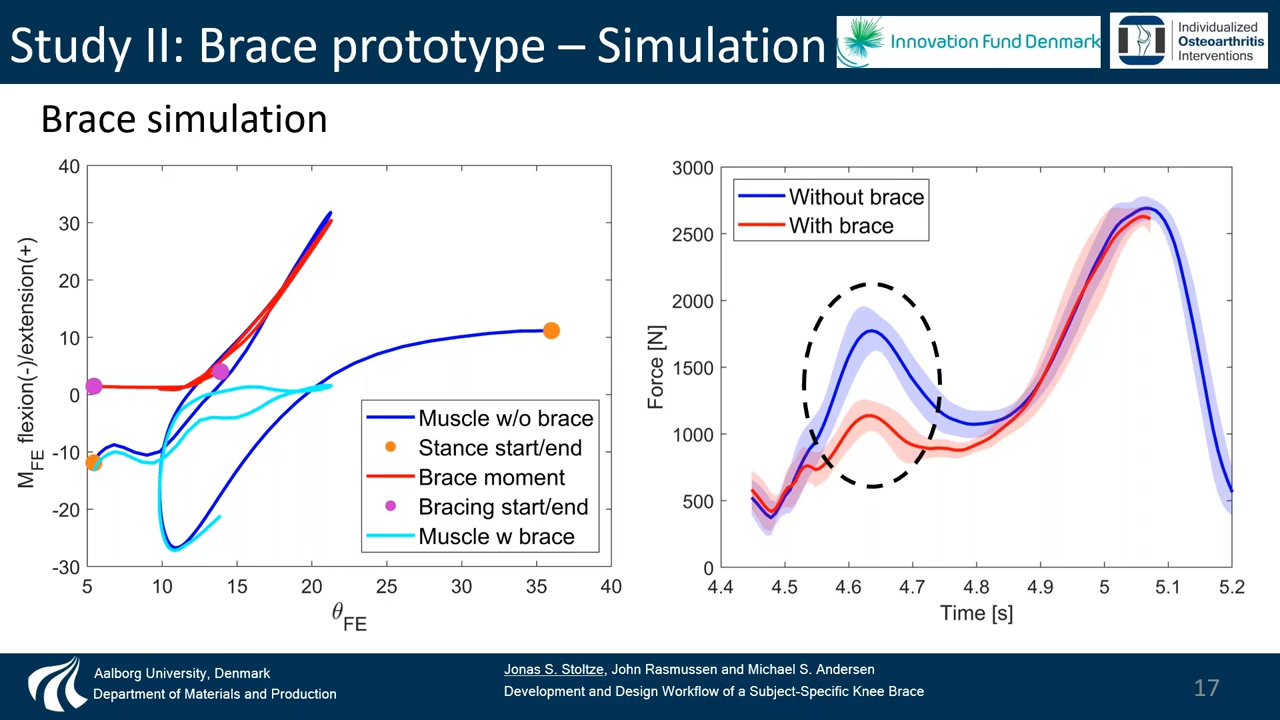 Study II: Brace prototype – Simulation
Innovation Fund Denmark
Individualized
Osteoarthritis
Interventions
Brace simulation
40
30
20
10
0
-10
-20
-30
M_FE flexion(-)/extension(+)
5
10
15
20
25
30
35
40
θ_FE
Muscle w/o brace
Stance start/end
Brace moment
Bracing start/end
Muscle w brace
3000
2500
2000
1500
1000
500
0
Force [N]
4.4
4.5
4.6
4.7
4.8
4.9
5
5.1
5.2
Time [s]
Without brace
With brace
Aalborg University, Denmark
Department of Materials and Production
Jonas S. Stoltze, John Rasmussen and Michael S. Andersen
Development and Design Workflow of a Subject-Specific Knee Brace
17